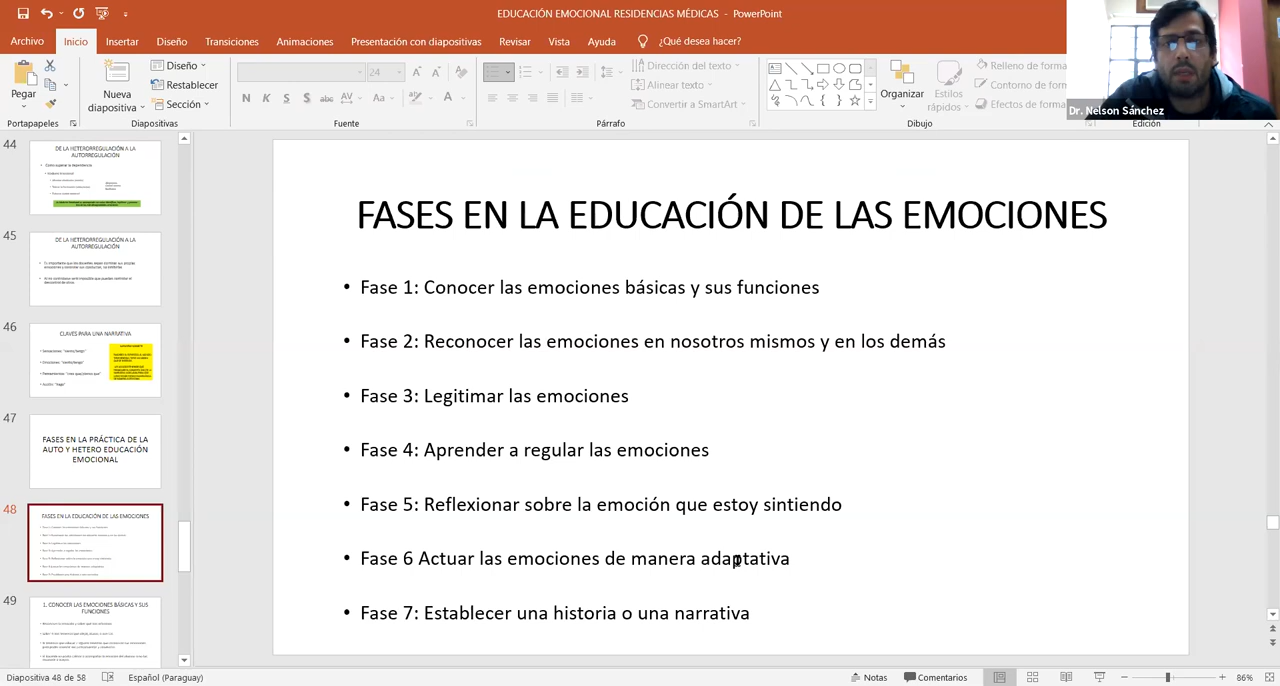 EDUCACIÓN EMOCIONAL RESIDENCIAS MÉDICAS - PowerPoint
Archivo Inicio Insertar Diseño Transiciones Animaciones Presentación con diapositivas Revisar Vista Ayuda ¿Qué desea hacer?
Pegar
Nueva diapositiva
Diseño
Restablecer
Sección
24
N K S S abc AV Aa A
Dirección del texto
Alinear texto
Convertir a SmartArt
Organizar
Estilos rápidos
Relleno de forma
Contorno de forma
Efectos de forma
Dr. Nelson Sánchez
Portapapeles Diapositivas Fuente Párrafo Dibujo Edición
44
DE LA HETERORREGULACIÓN A LA
AUTORREGULACIÓN
45
DE LA HETERORREGULACIÓN A LA
AUTORREGULACIÓN
46
CLAVES PARA UNA NARRATIVA
47
FASES EN LA PRÁCTICA DE LA
AUTO Y HETERO EDUCACIÓN
EMOCIONAL
48
FASES EN LA EDUCACIÓN DE LAS EMOCIONES
49
1. CONOCER LAS EMOCIONES BÁSICAS Y SUS
FUNCIONES
FASES EN LA EDUCACIÓN DE LAS EMOCIONES
• Fase 1: Conocer las emociones básicas y sus funciones
• Fase 2: Reconocer las emociones en nosotros mismos y en los demás
• Fase 3: Legitimar las emociones
• Fase 4: Aprender a regular las emociones
• Fase 5: Reflexionar sobre la emoción que estoy sintiendo
• Fase 6 Actuar las emociones de manera adaptativa
• Fase 7: Establecer una historia o una narrativa
Diapositiva 48 de 58 Español (Paraguay) Notas Comentarios 86%